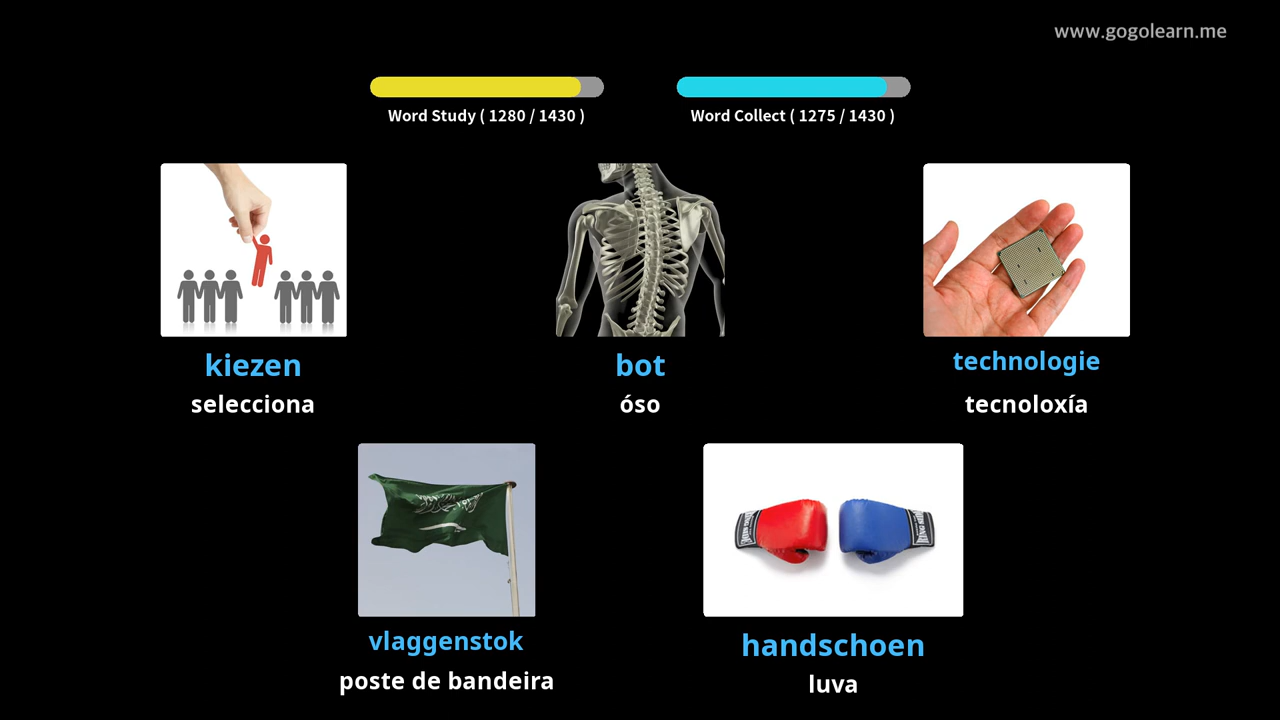 www.gogolearn.me
Word Study ( 1280 / 1430 )
Word Collect ( 1275 / 1430 )
kiezen
selecciona
bot
óso
technologie
tecnoloxía
vlaggenstok
poste de bandeira
handschoen
luva